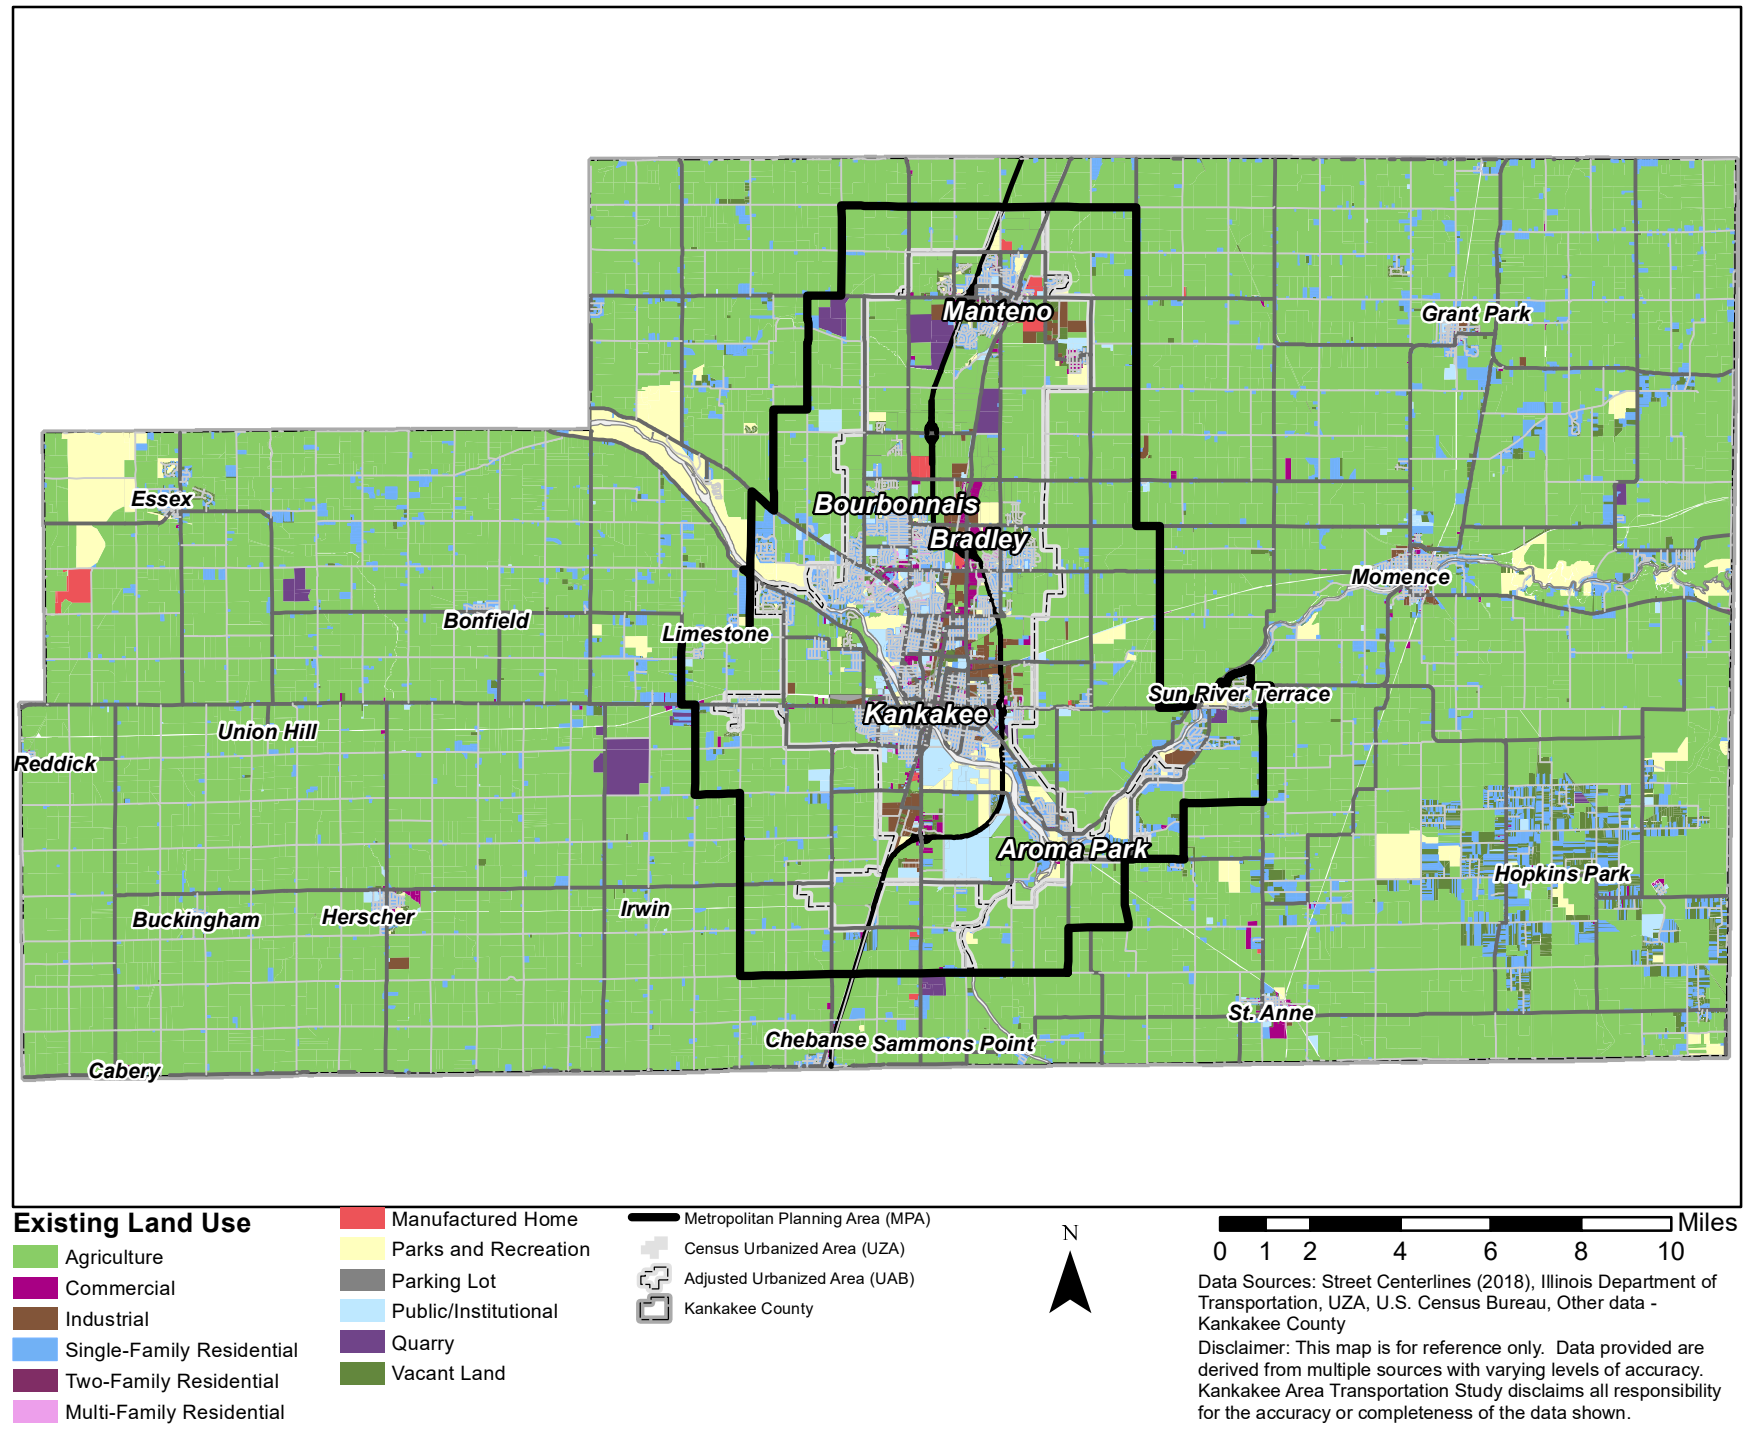 Manteno
Grant Park
Essex
Bourbonnais
Bradley
Momence
Bonfield
Limestone
Sun River Terrace
Kankakee
Union Hill
Reddick
Aroma Park
Hopkins Park
Buckingham
Herscher
Irwin
St. Anne
Chebanse
Sammons Point
Cabery
Existing Land Use
Agriculture
Commercial
Industrial
Single-Family Residential
Two-Family Residential
Multi-Family Residential
Manufactured Home
Parks and Recreation
Parking Lot
Public/Institutional
Quarry
Vacant Land
Metropolitan Planning Area (MPA)
Census Urbanized Area (UZA)
Adjusted Urbanized Area (UAB)
Kankakee County
N
Miles
0 1 2 4 6 8 10
Data Sources: Street Centerlines (2018), Illinois Department of
Transportation, UZA, U.S. Census Bureau, Other data -
Kankakee County
Disclaimer: This map is for reference only. Data provided are
derived from multiple sources with varying levels of accuracy.
Kankakee Area Transportation Study disclaims all responsibility
for the accuracy or completeness of the data shown.